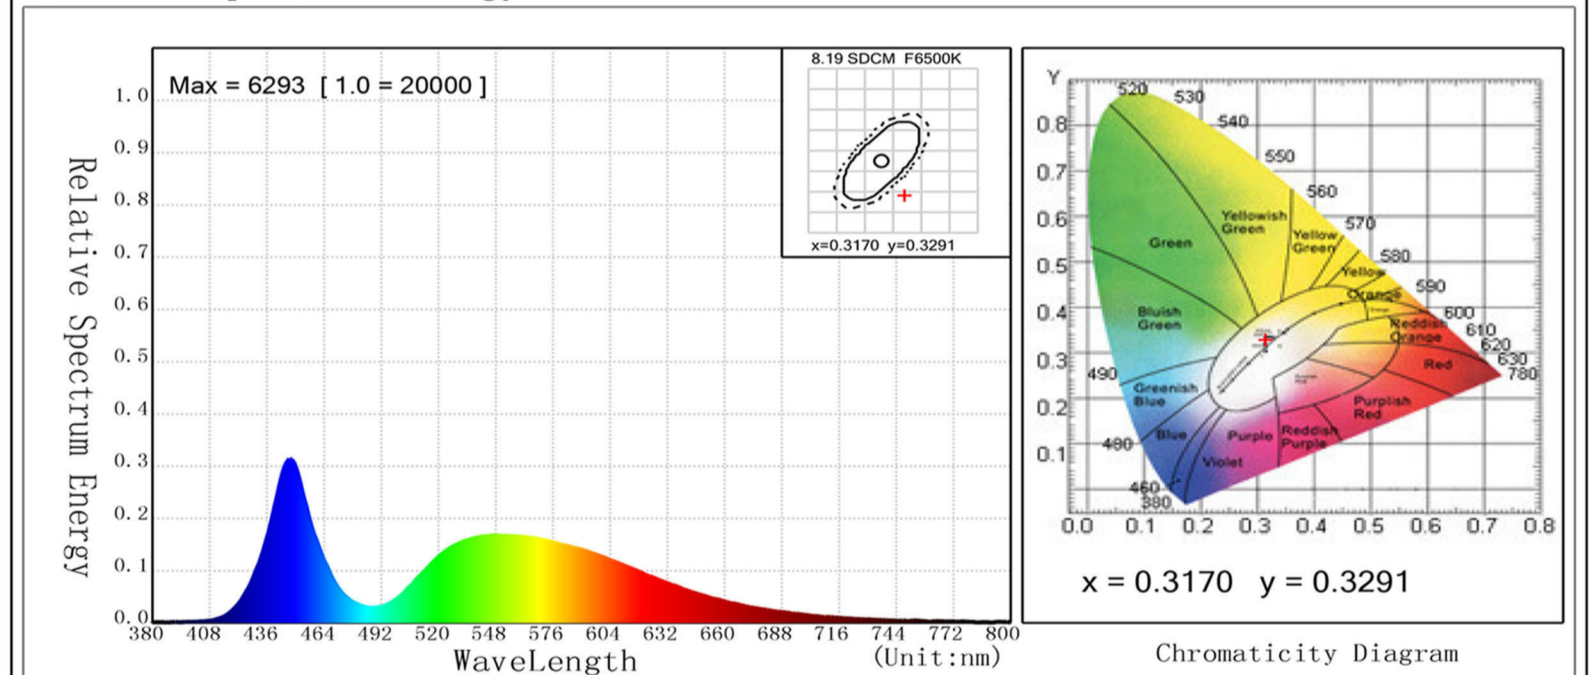 Max = 6293 [ 1.0 = 20000 ]
8.19 SDCM F6500K
x=0.3170 y=0.3291
Relative Spectrum Energy
1.0
0.9
0.8
0.7
0.6
0.5
0.4
0.3
0.2
0.1
0.0
380 408 436 464 492 520 548 576 604 632 660 688 716 744 772 800
WaveLength
(Unit:nm)
Y
0.8
0.7
0.6
0.5
0.4
0.3
0.2
0.1
0.0 0.1 0.2 0.3 0.4 0.5 0.6 0.7 0.8
520
530
540
550
560
570
580
590
600
610
620
630
780
490
480
460
380
Green
Yellowish
Green
Yellow
Green
Yellow
Orange
Reddish
Orange
Red
Bluish
Green
Greenish
Blue
Blue
Violet
Purple
Reddish
Purple
Purplish
Red
x = 0.3170 y = 0.3291
Chromaticity Diagram